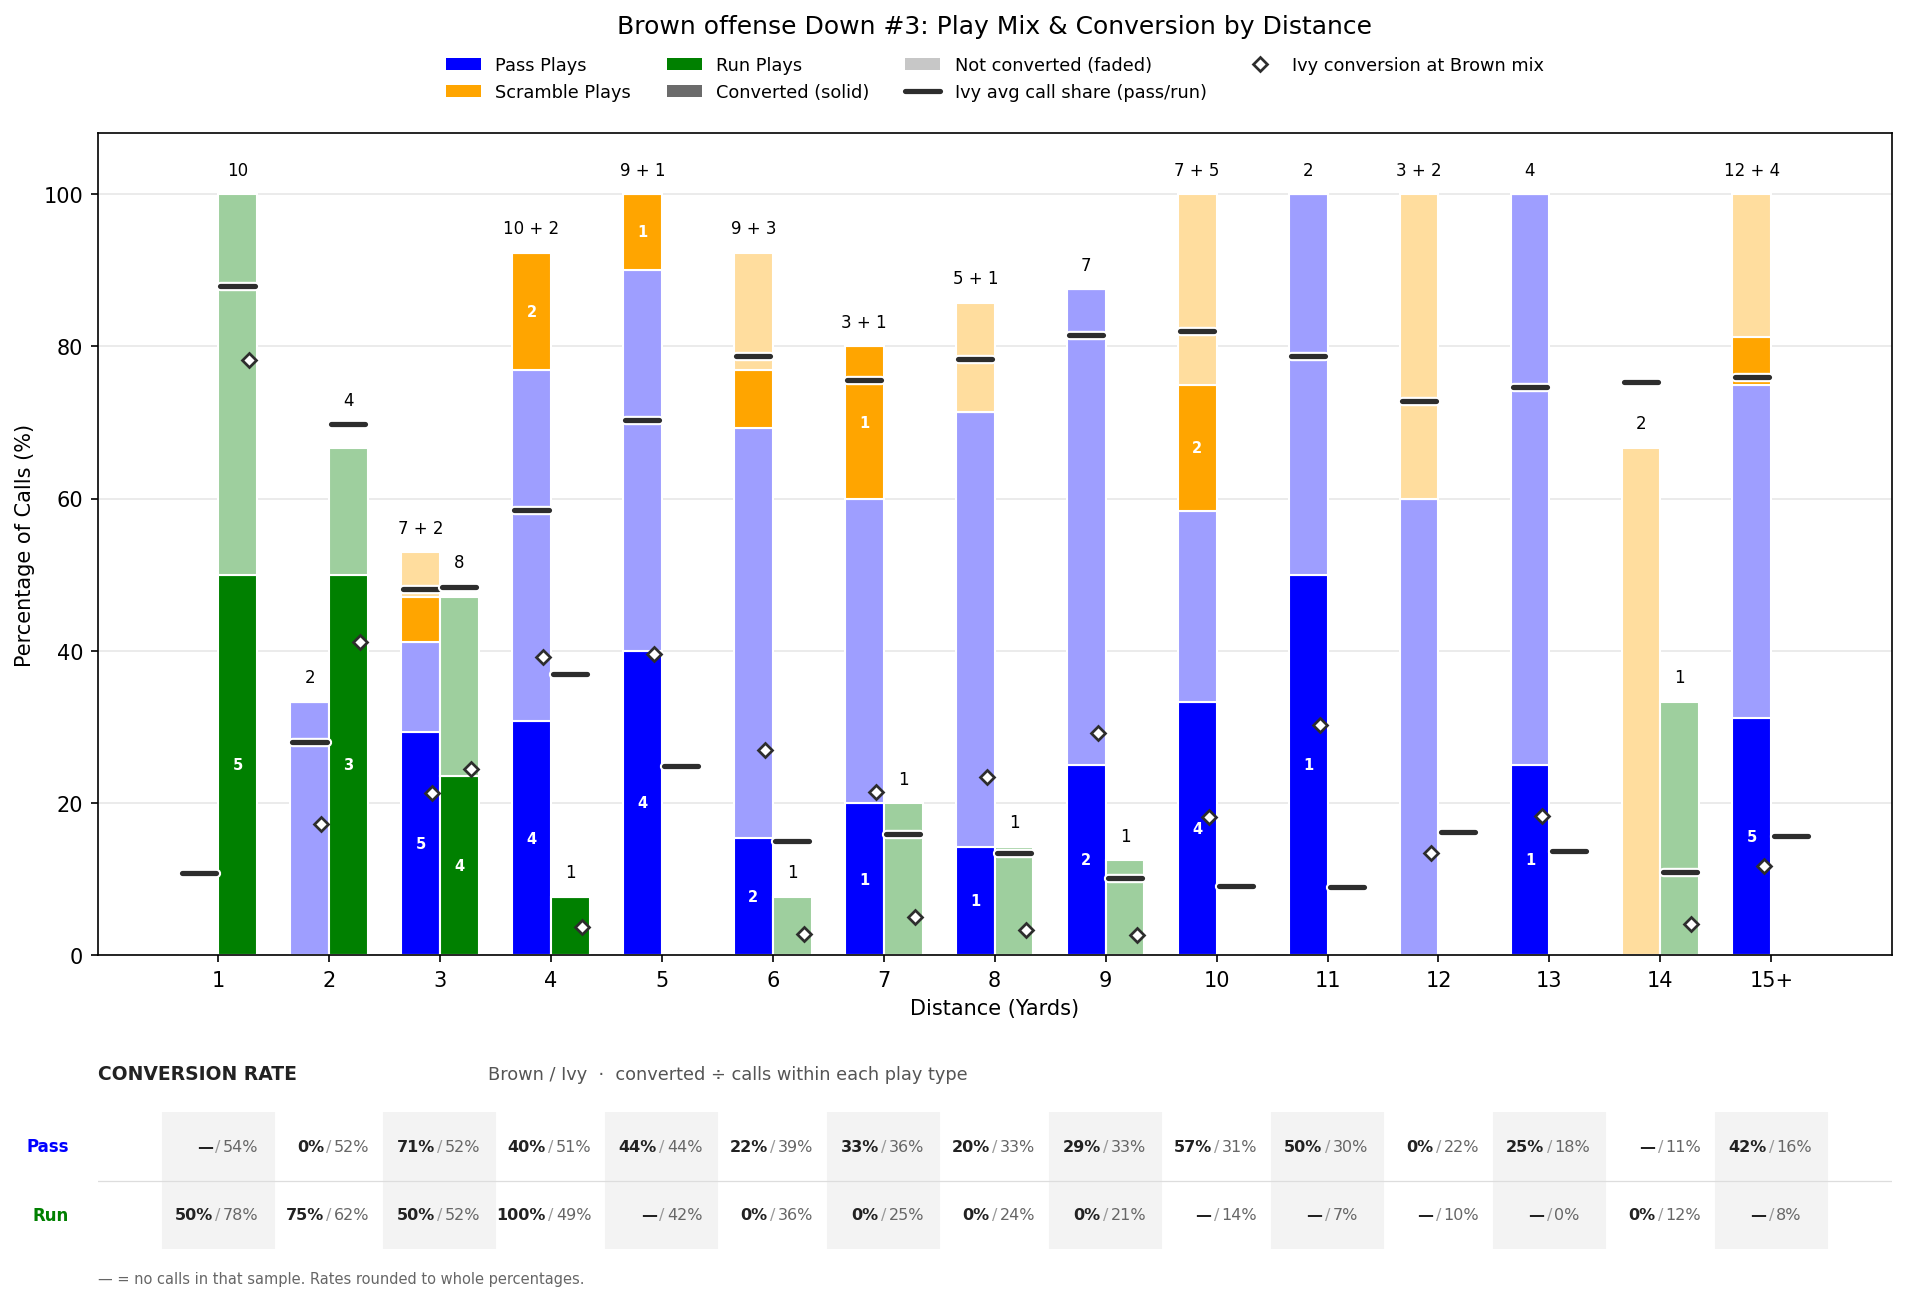 Brown offense Down #3: Play Mix & Conversion by Distance
Pass Plays Run Plays Not converted (faded) Ivy conversion at Brown mix
Scramble Plays Converted (solid) Ivy avg call share (pass/run)
10 9 + 1 7 + 5 2 3 + 2 4 12 + 4
100
10 + 2 9 + 3
1
5 + 1 7
2
3 + 1
80
4 2
1
2
7 + 2
60
8
Percentage of Calls (%)
40
2 1
5 3 1
1
20
4 1 1
5 4 4 5
4 1 1 2 1
1 1
2
0
1 2 3 4 5 6 7 8 9 10 11 12 13 14 15+
Distance (Yards)
CONVERSION RATE Brown / Ivy · converted ÷ calls within each play type
Pass —/54% 0%/52% 71%/52% 40%/51% 44%/44% 22%/39% 33%/36% 20%/33% 29%/33% 57%/31% 50%/30% 0%/22% 25%/18% —/11% 42%/16%
Run 50%/78% 75%/62% 50%/52% 100%/49% —/42% 0%/36% 0%/25% 0%/24% 0%/21% —/14% —/7% —/10% —/0% 0%/12% —/8%
— = no calls in that sample. Rates rounded to whole percentages.